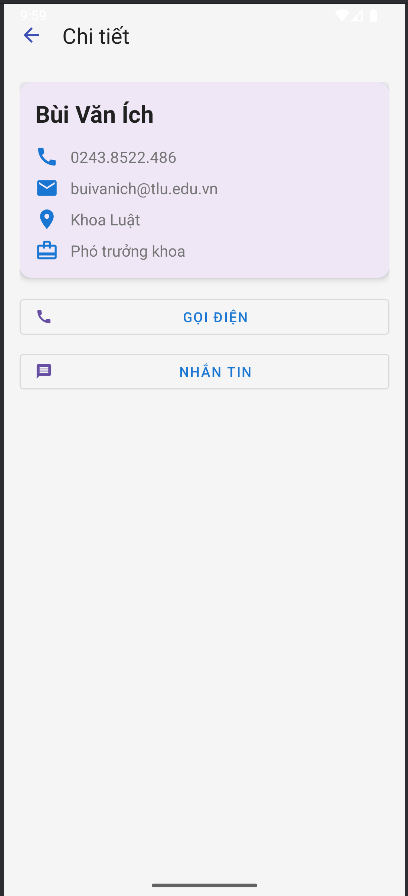 9:59
Chi tiết
Bùi Văn Ích
0243.8522.486
buivanich@tlu.edu.vn
Khoa Luật
Phó trưởng khoa
GỌI ĐIỆN
NHẮN TIN